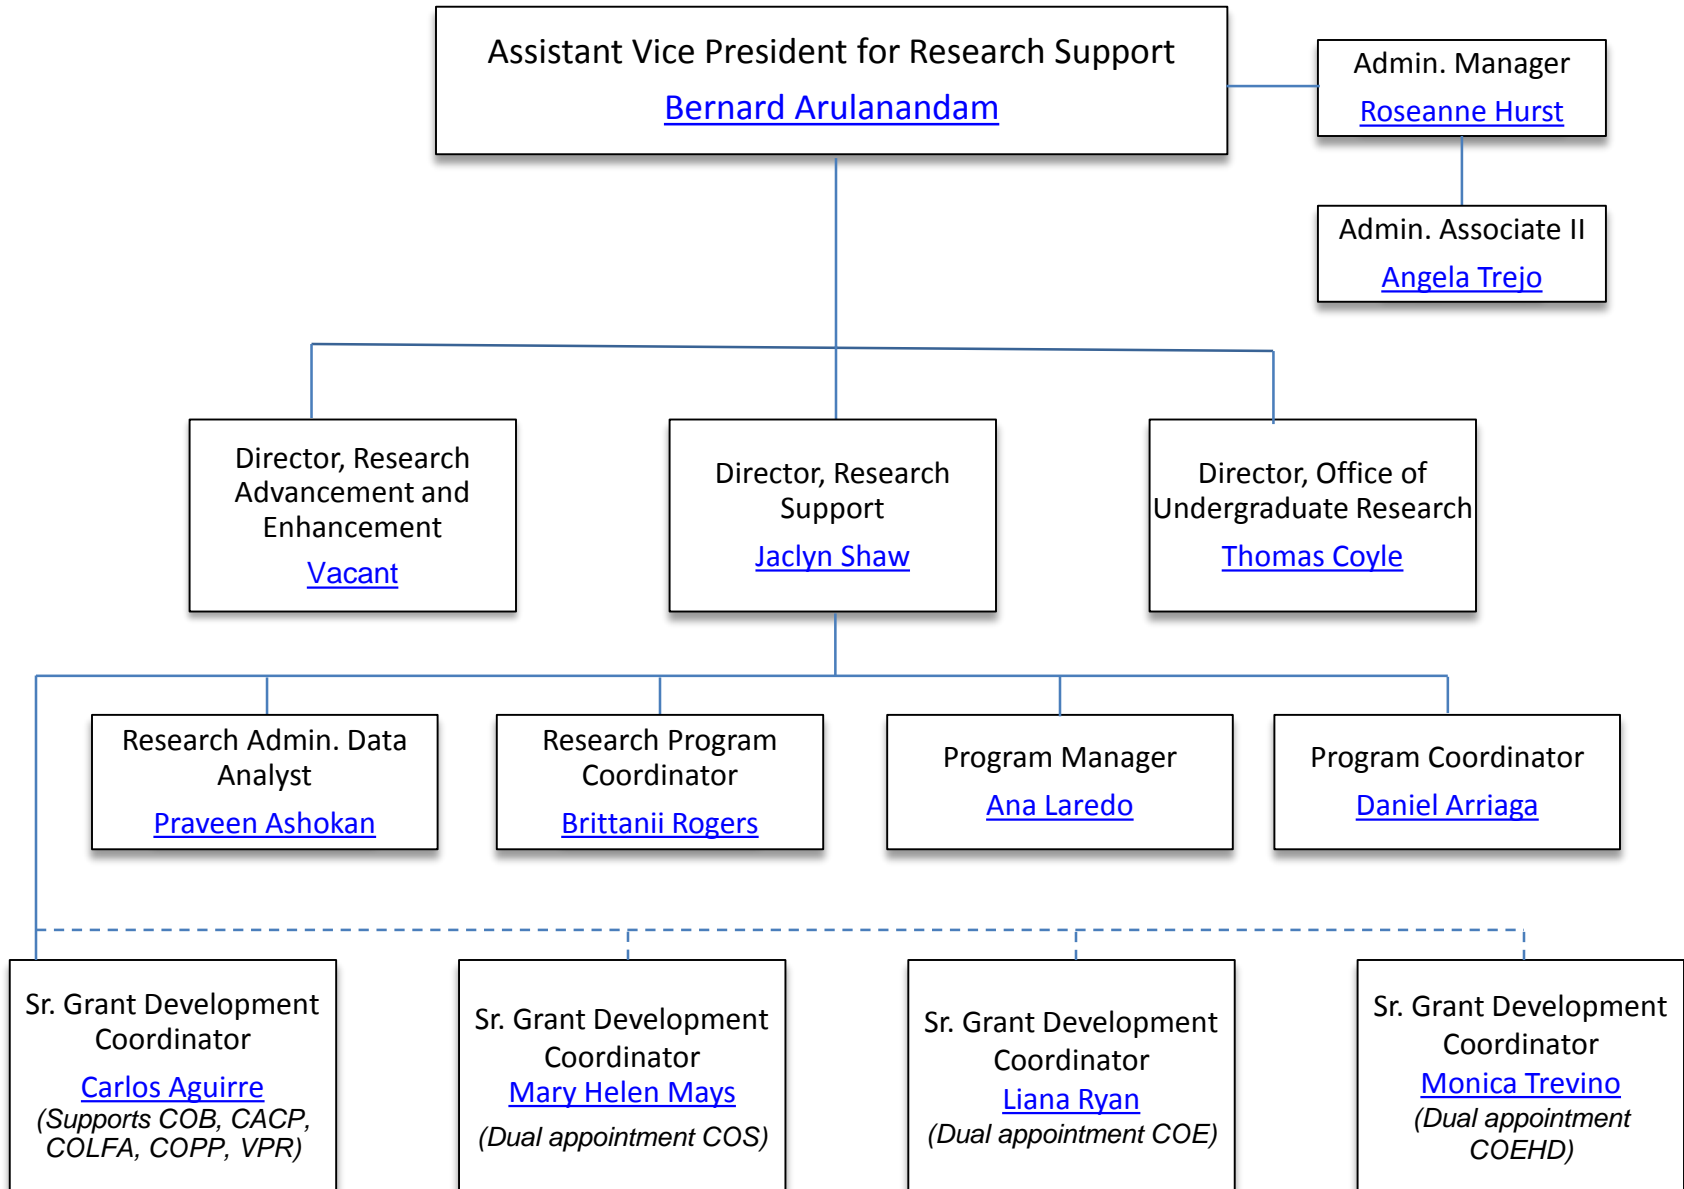 Assistant Vice President for Research Support
Bernard Arulanandam
Admin. Manager
Roseanne Hurst
Admin. Associate II
Angela Trejo
Director, Research
Advancement and
Enhancement
Vacant
Director, Research
Support
Jaclyn Shaw
Director, Office of
Undergraduate Research
Thomas Coyle
Research Admin. Data
Analyst
Praveen Ashokan
Research Program
Coordinator
Brittanii Rogers
Program Manager
Ana Laredo
Program Coordinator
Daniel Arriaga
Sr. Grant Development
Coordinator
Carlos Aguirre
(Supports COB, CACP,
COLFA, COPP, VPR)
Sr. Grant Development
Coordinator
Mary Helen Mays
(Dual appointment COS)
Sr. Grant Development
Coordinator
Liana Ryan
(Dual appointment COE)
Sr. Grant Development
Coordinator
Monica Trevino
(Dual appointment
COEHD)